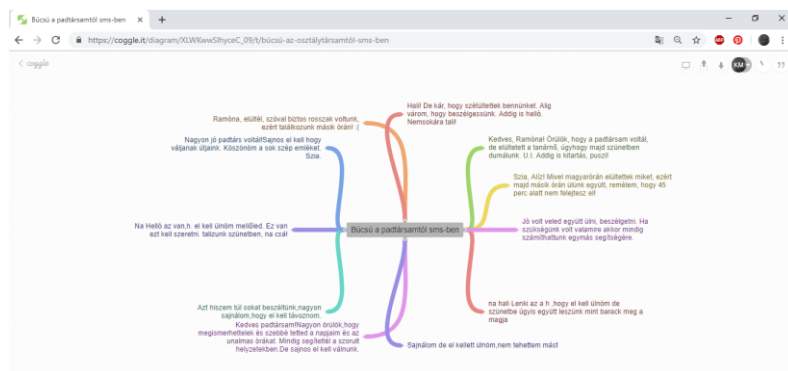 Búcsú a padtársamtól sms-ben
https://coggle.it/diagram/XLWKwwSlhyceC_09/t/búcsú-az-osztálytársamtól-sms-ben
ABP
coggle
KM
Ramóna, elültél, szóval biztos rosszak voltunk,
ezért találkozunk másik órán! :(
Nagyon jó padtárs voltál!Sajnos el kell hogy
váljanak útjaink. Köszönöm a sok szép emléket.
Szia.
Na Helló az van,h. el kell ülnöm mellőled. Ez van
ezt kell szeretni. talizunk szünetben, na csá!
Azt hiszem túl sokat beszéltünk,nagyon
sajnálom,hogy el kell távoznom.
Kedves padtársam!Nagyon örülök,hogy
megismerhettelek és szebbé tetted a napjaim és az
unalmas órákat. Mindig segítettél a szorult
helyzetekben.De sajnos el kell válnunk.
Búcsú a padtársamtól sms-ben
Hali! De kár, hogy szétültettek bennünket. Alig
várom, hogy beszélgessünk. Addig is helló.
Nemsokára tali!
Kedves, Ramóna! Örülök, hogy a padtársam voltál,
de elültetett a tanárnő, úgyhogy majd szünetben
dumálunk. U.I. Addig is kitartás, puszi!
Szia, Alíz! Mivel magyarórán elültettek miket, ezért
majd másik órán ülünk együtt, remélem, hogy 45
perc alatt nem felejtesz el!
Jó volt veled együtt ülni, beszélgetni. Ha
szükségünk volt valamire akkor mindig
számíthattunk egymás segítségére.
na hali Lenki az a h ,hogy el kell ülnöm de
szünetbe úgyis együtt leszünk mint barack meg a
magja
Sajnálom de el kellett ülnöm,nem tehettem mást